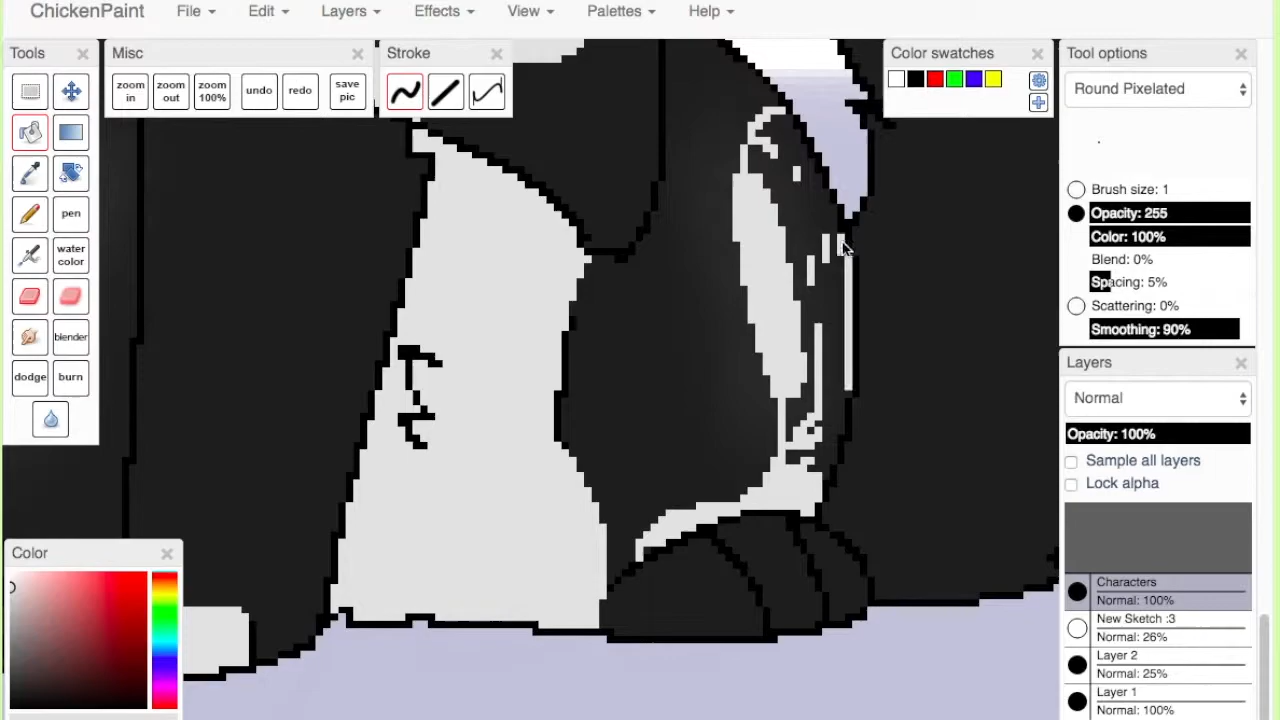 ChickenPaint File Edit Layers Effects View Palettes Help
Tools
Misc
Stroke
Color swatches
Tool options
zoom in
zoom out
zoom 100%
undo
redo
save pic
Round Pixelated
Brush size: 1
Opacity: 255
Color: 100%
Blend: 0%
Spacing: 5%
Scattering: 0%
Smoothing: 90%
pen
water color
blender
dodge
burn
Layers
Normal
Opacity: 100%
Sample all layers
Lock alpha
Color
Characters
Normal: 100%
New Sketch :3
Normal: 26%
Layer 2
Normal: 25%
Layer 1
Normal: 100%